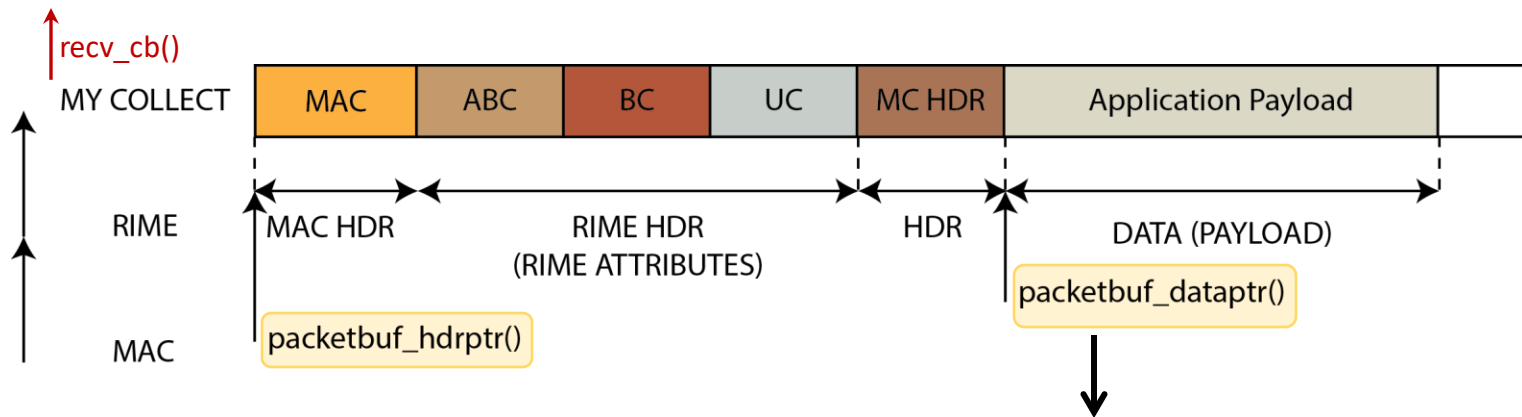 recv_cb()
MY COLLECT
MAC
ABC
BC
UC
MC HDR
Application Payload
RIME
MAC HDR
RIME HDR
(RIME ATTRIBUTES)
HDR
DATA (PAYLOAD)
packetbuf_dataptr()
packetbuf_hdrptr()
MAC